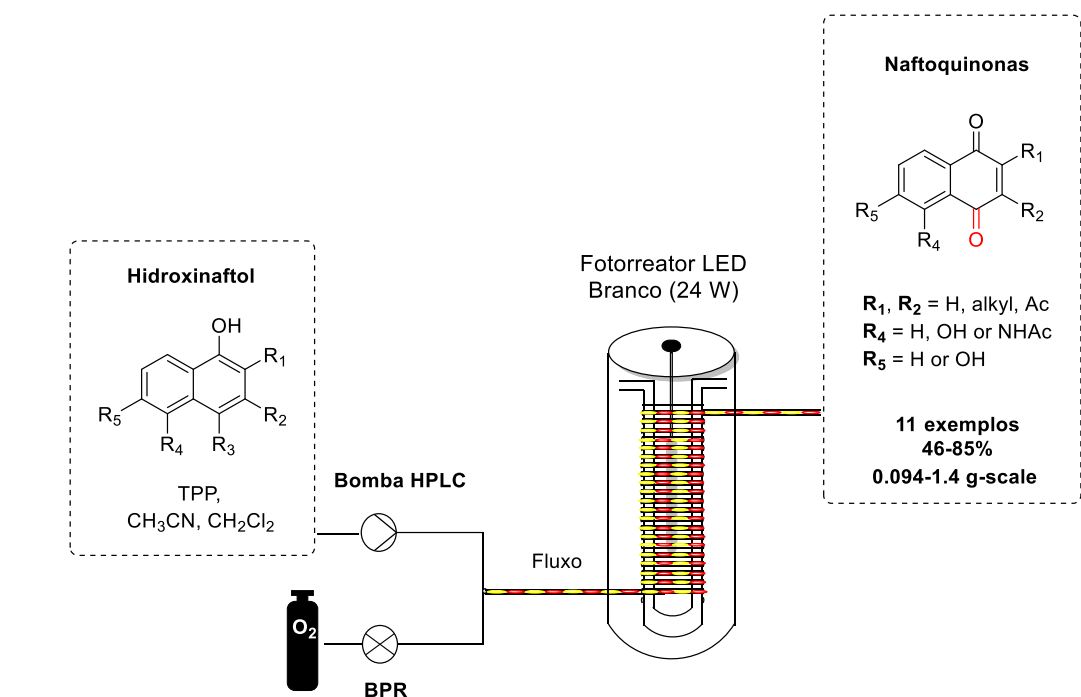 Hidroxinaftol
OH
R1
R2
R3
R4
R5
TPP,
CH3CN, CH2Cl2
Bomba HPLC
O2
BPR
Fluxo
Fotorreator LED
Branco (24 W)
Naftoquinonas
O
R1
R2
O
R4
R5
R1, R2 = H, alkyl, Ac
R4 = H, OH or NHAc
R5 = H or OH
11 exemplos
46-85%
0.094-1.4 g-scale